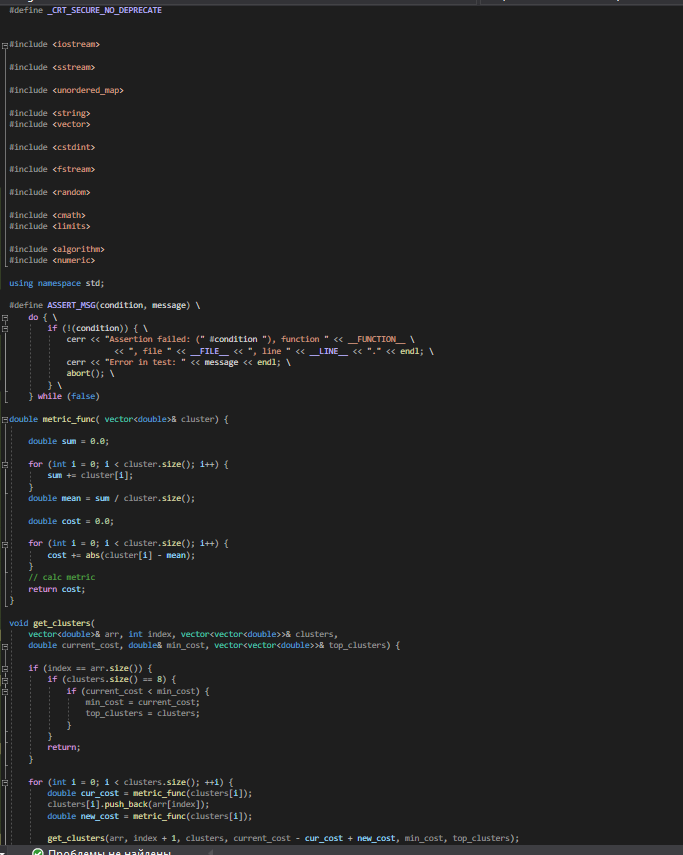 #define _CRT_SECURE_NO_DEPRECATE
#include <iostream>
#include <sstream>
#include <unordered_map>
#include <string>
#include <vector>
#include <cstdint>
#include <fstream>
#include <random>
#include <cmath>
#include <limits>
#include <algorithm>
#include <numeric>
using namespace std;
#define ASSERT_MSG(condition, message) \
do { \
if (!(condition)) { \
cerr << "Assertion failed: (" #condition "), function " << __FUNCTION__ \
<< ", file " << __FILE__ << ", line " << __LINE__ << "." << endl; \
cerr << "Error in test: " << message << endl; \
abort(); \
} \
} while (false)
double metric_func( vector<double>& cluster) {
double sum = 0.0;
for (int i = 0; i < cluster.size(); i++) {
sum += cluster[i];
}
double mean = sum / cluster.size();
double cost = 0.0;
for (int i = 0; i < cluster.size(); i++) {
cost += abs(cluster[i] - mean);
}
// calc metric
return cost;
}
void get_clusters(
vector<double>& arr, int index, vector<vector<double>>& clusters,
double current_cost, double& min_cost, vector<vector<double>>& top_clusters) {
if (index == arr.size()) {
if (clusters.size() == 8) {
if (current_cost < min_cost) {
min_cost = current_cost;
top_clusters = clusters;
}
}
return;
}
for (int i = 0; i < clusters.size(); ++i) {
double cur_cost = metric_func(clusters[i]);
clusters[i].push_back(arr[index]);
double new_cost = metric_func(clusters[i]);
get_clusters(arr, index + 1, clusters, current_cost - cur_cost + new_cost, min_cost, top_clusters);
Проблемы не найдены